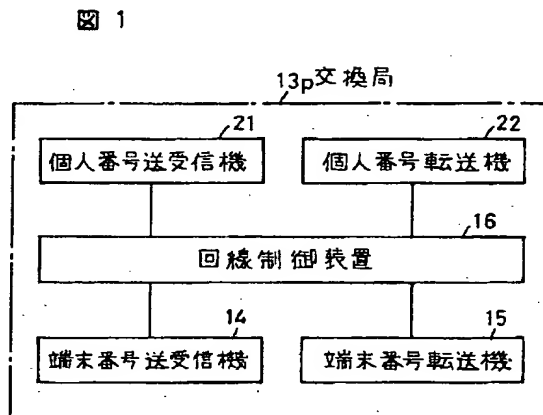 図 1
13p交換局
21
22
個人番号送受信機
個人番号転送機
16
回線制御装置
14
15
端末番号送受信機
端末番号転送機